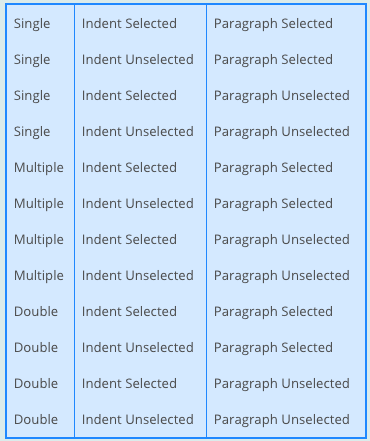 Single Indent Selected Paragraph Selected
Single Indent Unselected Paragraph Selected
Single Indent Selected Paragraph Unselected
Single Indent Unselected Paragraph Unselected
Multiple Indent Selected Paragraph Selected
Multiple Indent Unselected Paragraph Selected
Multiple Indent Selected Paragraph Unselected
Multiple Indent Unselected Paragraph Unselected
Double Indent Selected Paragraph Selected
Double Indent Unselected Paragraph Selected
Double Indent Selected Paragraph Unselected
Double Indent Unselected Paragraph Unselected